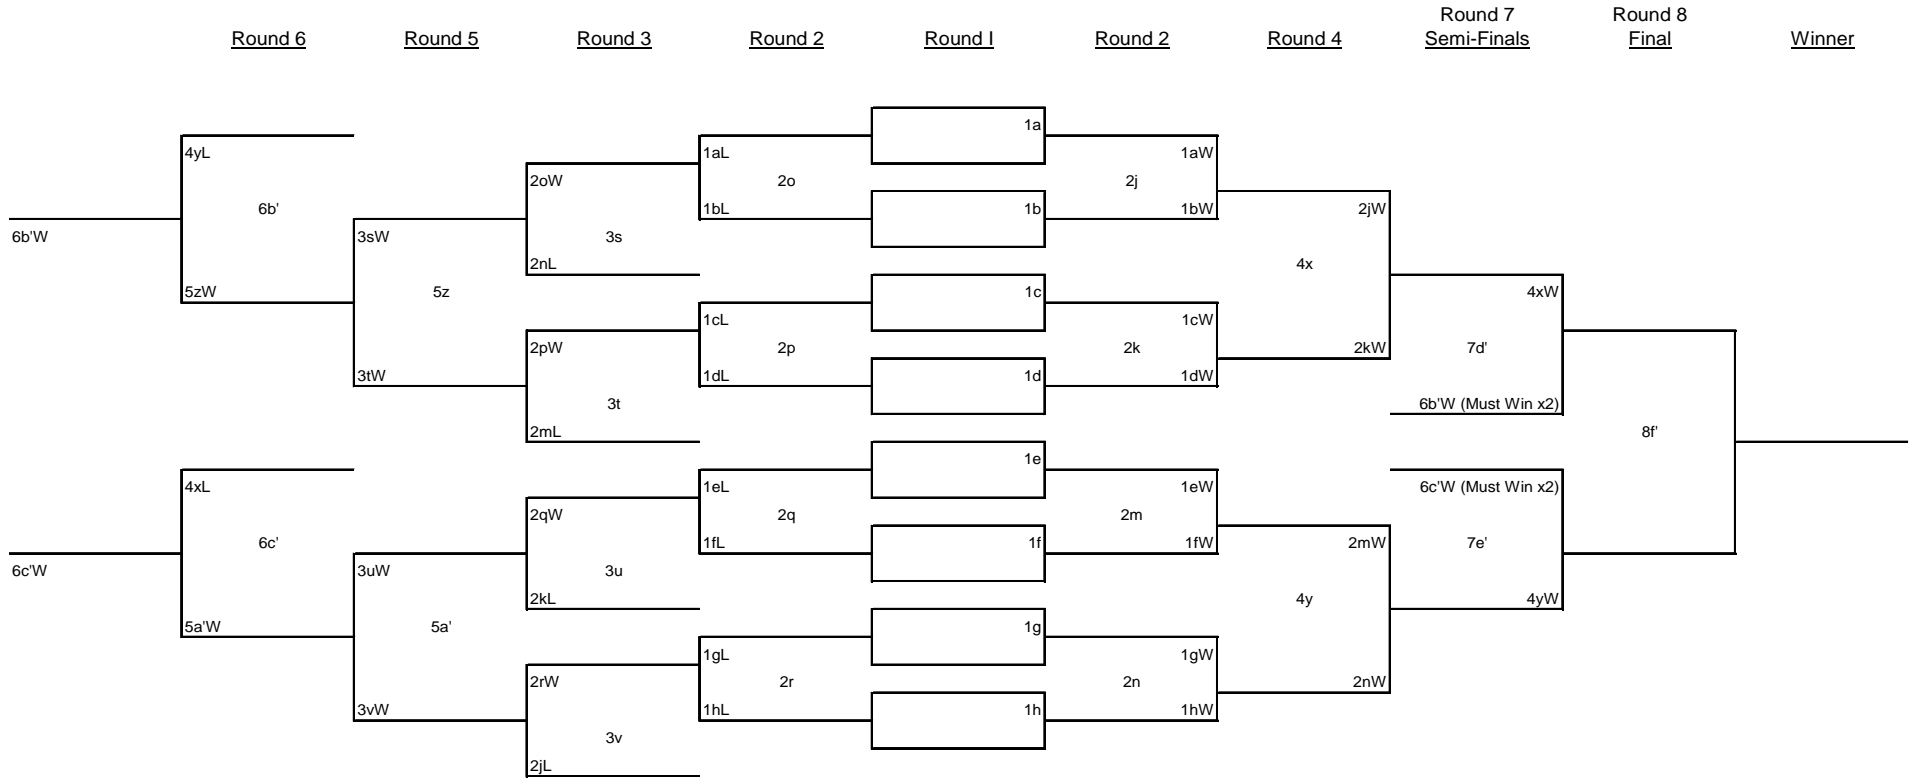 Round 6
Round 5
Round 3
Round 2
Round I
Round 2
Round 4
Round 7
Semi-Finals
Round 8
Final
Winner
1a
4yL
1aL
1aW
2oW
2o
2j
6b'
1bL
1b
1bW
2jW
6b'W
3sW
3s
2nL
4x
5zW
5z
1c
4xW
1cL
1cW
2pW
2p
2k
2kW
7d'
3tW
1dL
1d
1dW
3t
6b'W (Must Win x2)
2mL
8f'
1e
4xL
1eL
1eW
6c'W (Must Win x2)
2qW
2q
2m
6c'
1fL
1f
1fW
2mW
7e'
6c'W
3uW
3u
2kL
4y
4yW
5a'W
5a'
1g
1gL
1gW
2rW
2r
2n
2nW
3vW
1hL
1h
1hW
3v
2jL